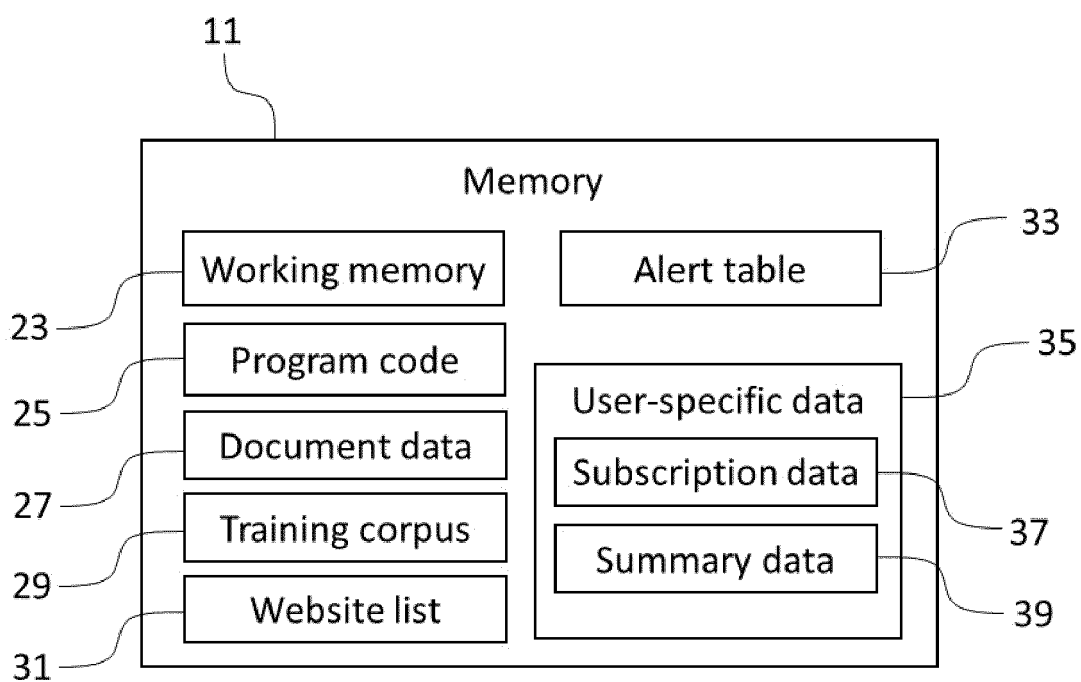 11
Memory
Working memory
23
Program code
25
Document data
27
Training corpus
29
Website list
31
Alert table
33
User-specific data
35
Subscription data
37
Summary data
39